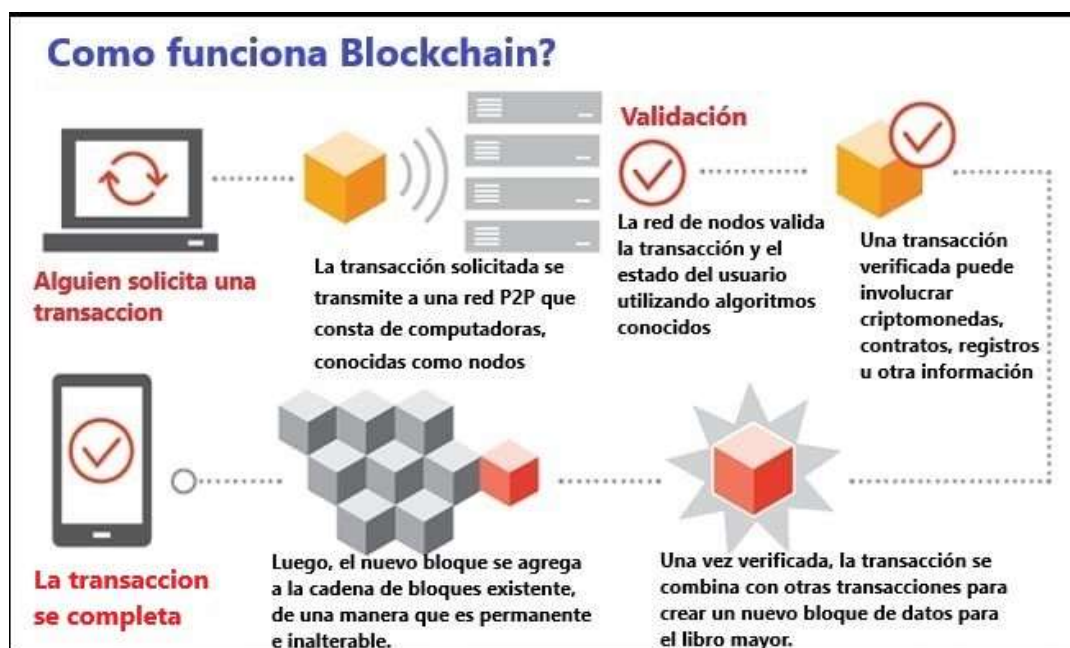 Como funciona Blockchain?
Alguien solicita una
transaccion
La transacción solicitada se
transmite a una red P2P que
consta de computadoras,
conocidas como nodos
Validación
La red de nodos valida
la transacción y el
estado del usuario
utilizando algoritmos
conocidos
Una transacción
verificada puede
involucrar
criptomonedas,
contratos, registros
u otra información
Una vez verificada, la transacción se
combina con otras transacciones para
crear un nuevo bloque de datos para
el libro mayor.
Luego, el nuevo bloque se agrega
a la cadena de bloques existente,
de una manera que es permanente
e inalterable.
La transaccion
se completa